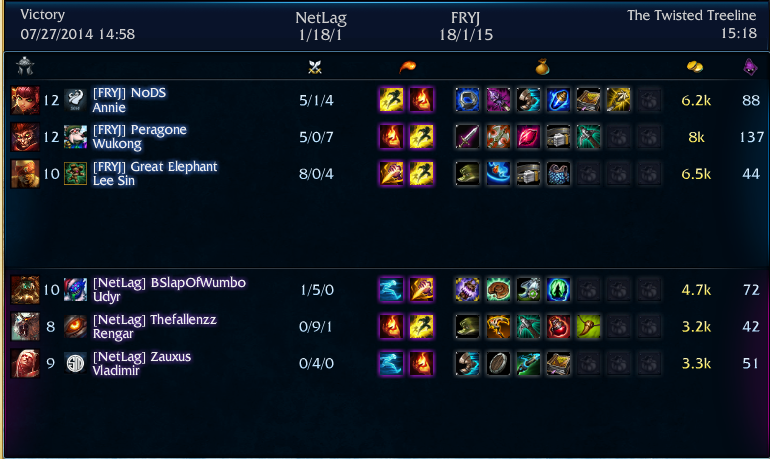 Victory NetLag FRYJ The Twisted Treeline
07/27/2014 14:58 1/18/1 18/1/15 15:18
12 [FRYJ] NoDS 5/1/4 6.2k 88
Annie
12 [FRYJ] Peragone 5/0/7 8k 137
Wukong
10 [FRYJ] Great Elephant 8/0/4 6.5k 44
Lee Sin
10 [NetLag] BSlapOfWumbo 1/5/0 4.7k 72
Udyr
8 [NetLag] Thefallenzz 0/9/1 3.2k 42
Rengar
9 [NetLag] Zauxus 0/4/0 3.3k 51
Vladimir